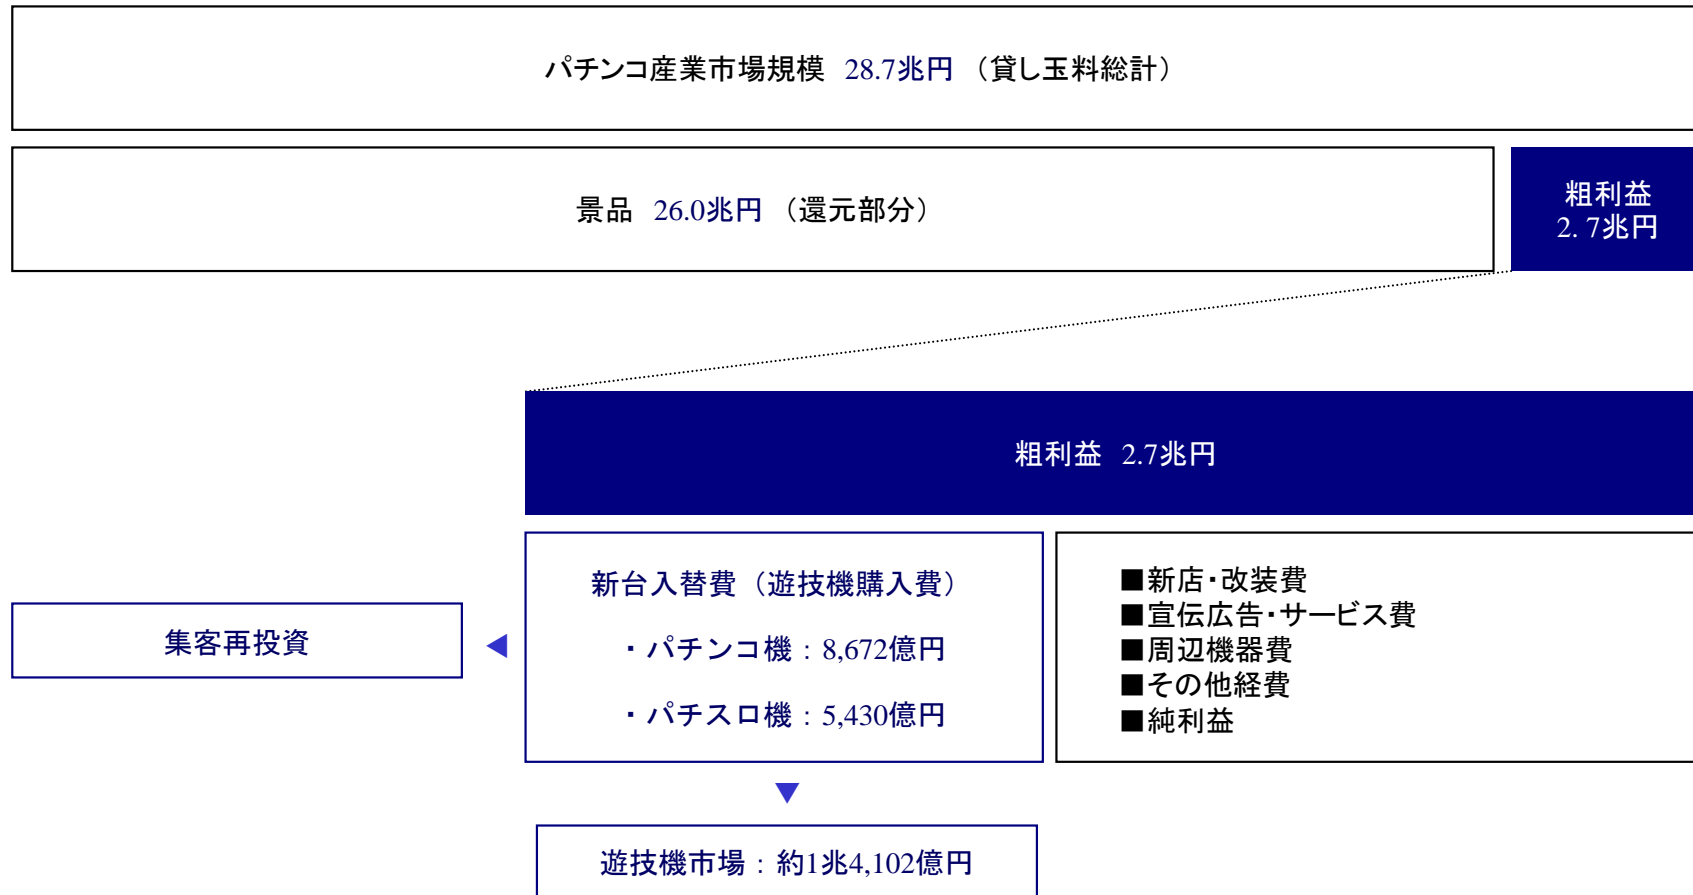 パチンコ産業市場規模 28.7兆円 （貸し玉料総計）
景品 26.0兆円 （還元部分）
粗利益
2. 7兆円
粗利益 2.7兆円
新台入替費 （遊技機購入費）
・パチンコ機：8,672億円
・パチスロ機：5,430億円
■新店・改装費
■宣伝広告・サービス費
■周辺機器費
■その他経費
■純利益
集客再投資
遊技機市場：約1兆4,102億円